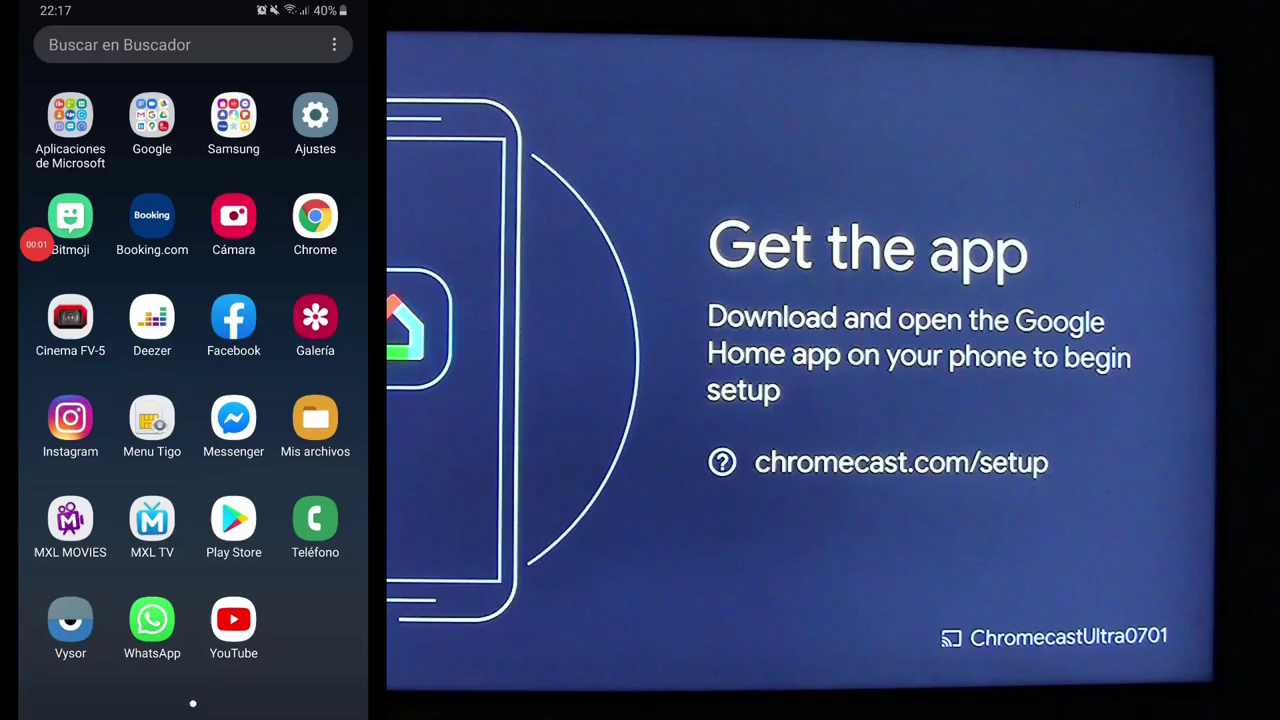 22:17
40%
Buscar en Buscador
Aplicaciones
de Microsoft
Google
Samsung
Ajustes
00:01
Bitmoji
Booking
Booking.com
Cámara
Chrome
Cinema FV-5
Deezer
Facebook
Galería
Instagram
Menu Tigo
Messenger
Mis archivos
MXL MOVIES
MXL TV
Play Store
Teléfono
Vysor
WhatsApp
YouTube
Get the app
Download and open the Google
Home app on your phone to begin
setup
chromecast.com/setup
ChromecastUltra0701